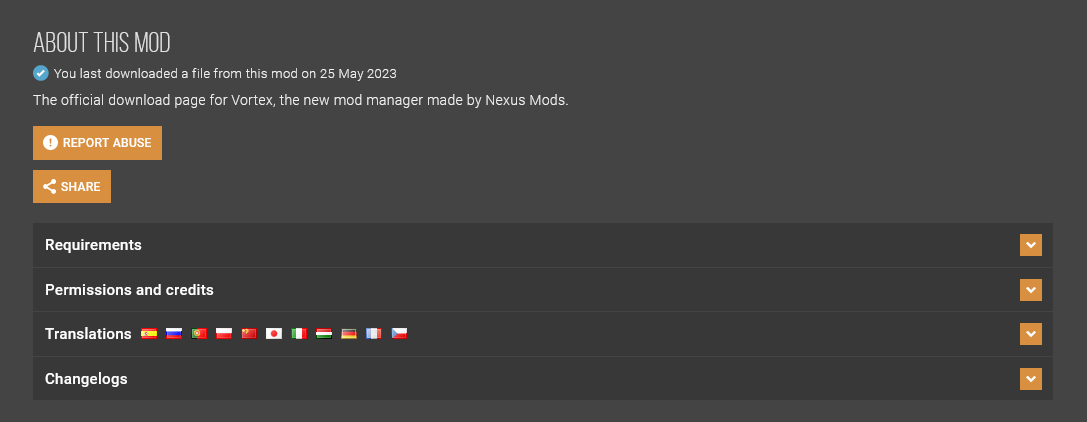 ABOUT THIS MOD
You last downloaded a file from this mod on 25 May 2023
The official download page for Vortex, the new mod manager made by Nexus Mods.
REPORT ABUSE
SHARE
Requirements
Permissions and credits
Translations
Changelogs